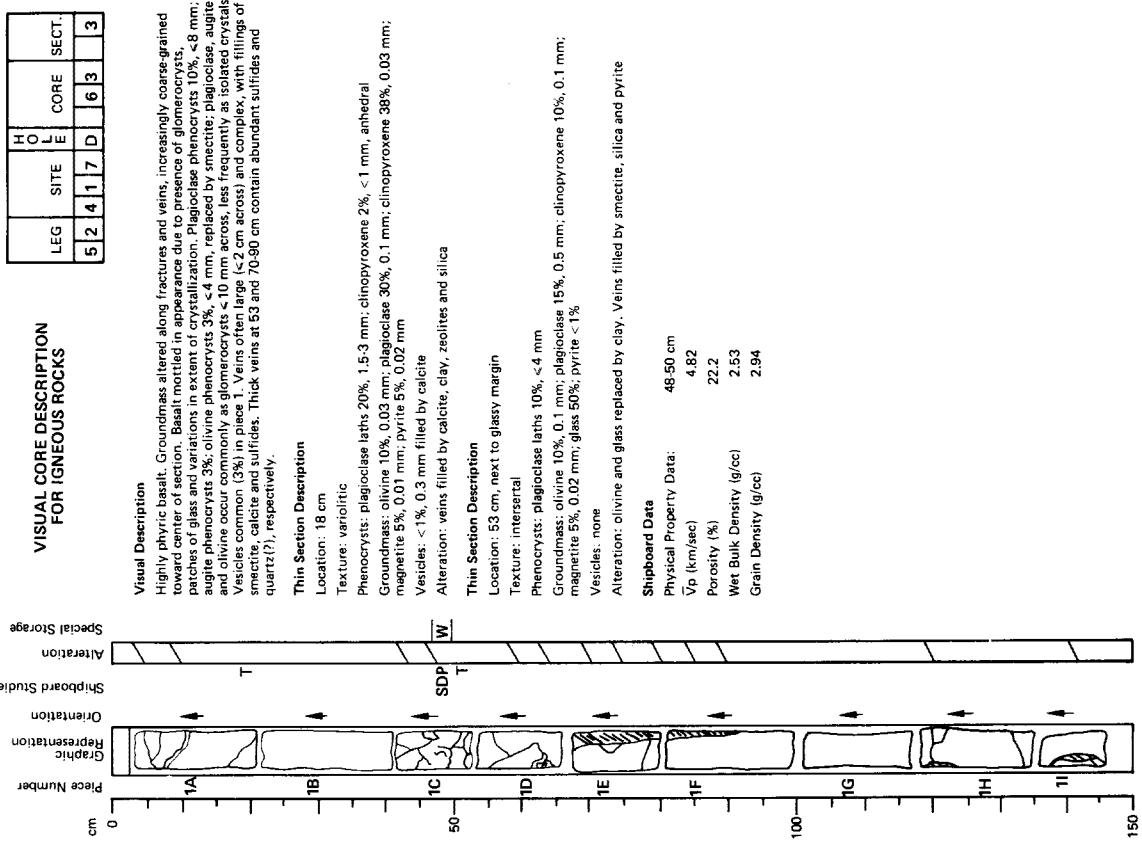 VISUAL CORE DESCRIPTION
FOR IGNEOUS ROCKS
LEG SITE HOLE CORE SECT.
5 2 4 1 7 D 6 3 3
cm
Piece Number
Graphic
Representation
Orientation
Shipboard Studies
Alteration
Special Storage
0
50
100
150
1A
1B
1C
1D
1E
1F
1G
1H
1I
T
SDP
T
W
Visual Description
Highly phyric basalt. Groundmass altered along fractures and veins, increasingly coarse-grained
toward center of section. Basalt mottled in appearance due to presence of glomerocrysts,
patches of glass and variations in extent of crystallization. Plagioclase phenocrysts 10%, <8 mm;
augite phenocrysts 3%; olivine phenocrysts 3%, <4 mm, replaced by smectite; plagioclase, augite
and olivine occur commonly as glomerocrysts <10 mm across, less frequently as isolated crystals.
Vesicles common (3%) in piece 1. Veins often large (<2 cm across) and complex, with fillings of
smectite, calcite and sulfides. Thick veins at 53 and 70-90 cm contain abundant sulfides and
quartz(?), respectively.
Thin Section Description
Location: 18 cm
Texture: variolitic
Phenocrysts: plagioclase laths 20%, 1.5-3 mm; clinopyroxene 2%, <1 mm, anhedral
Groundmass: olivine 10%, 0.03 mm; plagioclase 30%, 0.1 mm; clinopyroxene 38%, 0.03 mm;
magnetite 5%, 0.01 mm; pyrite 5%, 0.02 mm
Vesicles: <1%, 0.3 mm filled by calcite
Alteration: veins filled by calcite, clay, zeolites and silica
Thin Section Description
Location: 53 cm, next to glassy margin
Texture: intersertal
Phenocrysts: plagioclase laths 10%, <4 mm
Groundmass: olivine 10%, 0.1 mm; plagioclase 15%, 0.5 mm; clinopyroxene 10%, 0.1 mm;
magnetite 5%, 0.02 mm; glass 50%; pyrite <1%
Vesicles: none
Alteration: olivine and glass replaced by clay. Veins filled by smectite, silica and pyrite
Shipboard Data
Physical Property Data: 48-50 cm
V̄p (km/sec) 4.82
Porosity (%) 22.2
Wet Bulk. Density (g/cc) 2.53
Grain Density (g/cc) 2.94